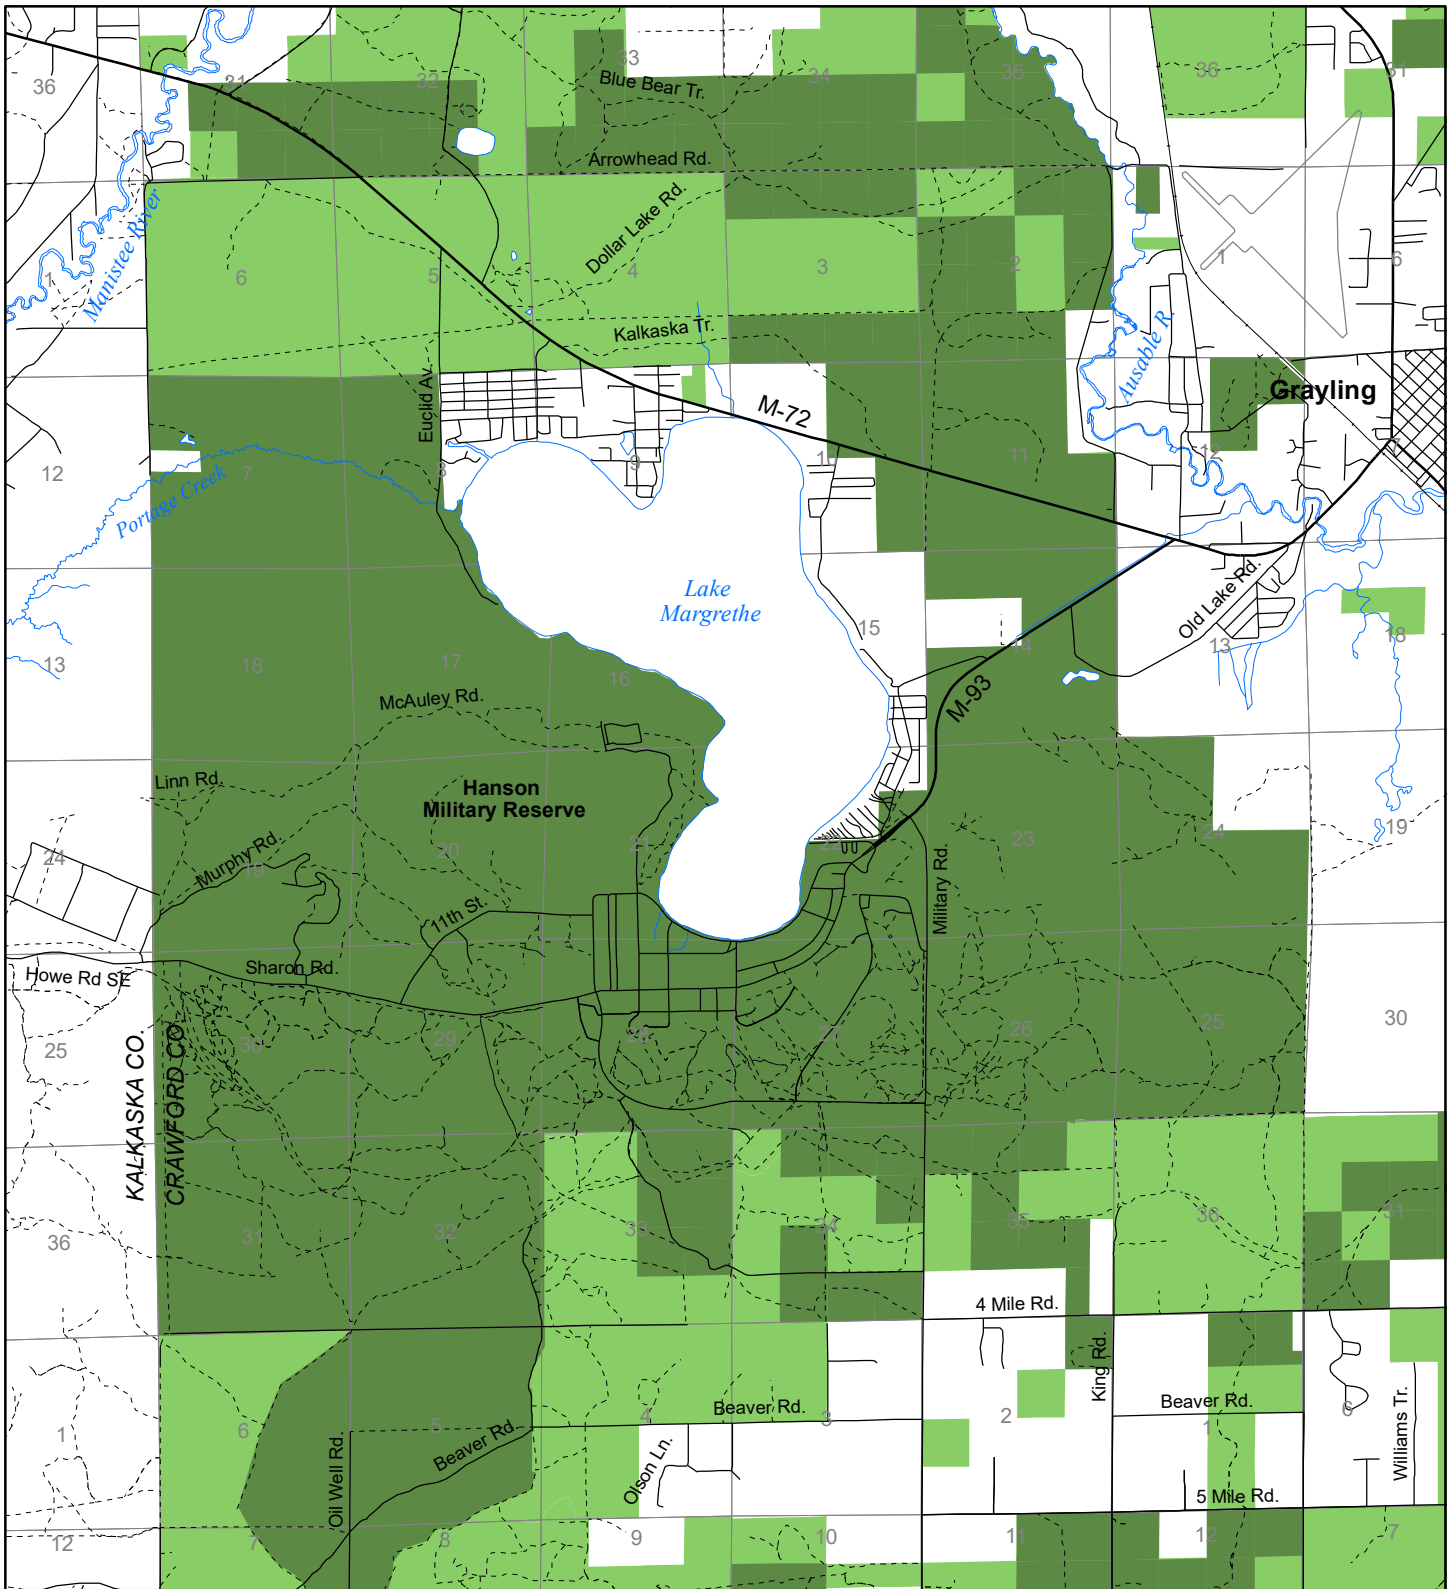 33
31
32
34
35
36
31
36
Blue Bear Tr.
Arrowhead Rd.
Manistee River
Dollar Lake Rd.
1
6
5
4
3
2
1
6
Kalkaska Tr.
Ausable R.
Euclid Av.
M-72
Grayling
12
7
8
9
10
11
12
7
Portage Creek
Lake
Margrethe
Old Lake Rd.
13
18
17
16
15
14
13
18
McAuley Rd.
M-93
Linn Rd.
Hanson
Military Reserve
24
Murphy Rd.
19
20
21
22
23
24
19
Military Rd.
11th St.
Howe Rd SE
Sharon Rd.
25
30
29
28
27
26
25
30
KALKASKA CO.
CRAWFORD CO.
36
31
32
33
34
35
36
31
4 Mile Rd.
King Rd.
1
6
5
4
Beaver Rd.
3
2
Beaver Rd.
1
6
Williams Tr.
Oil Well Rd.
Beaver Rd.
Olson Ln.
5 Mile Rd.
12
7
8
9
10
11
12
7